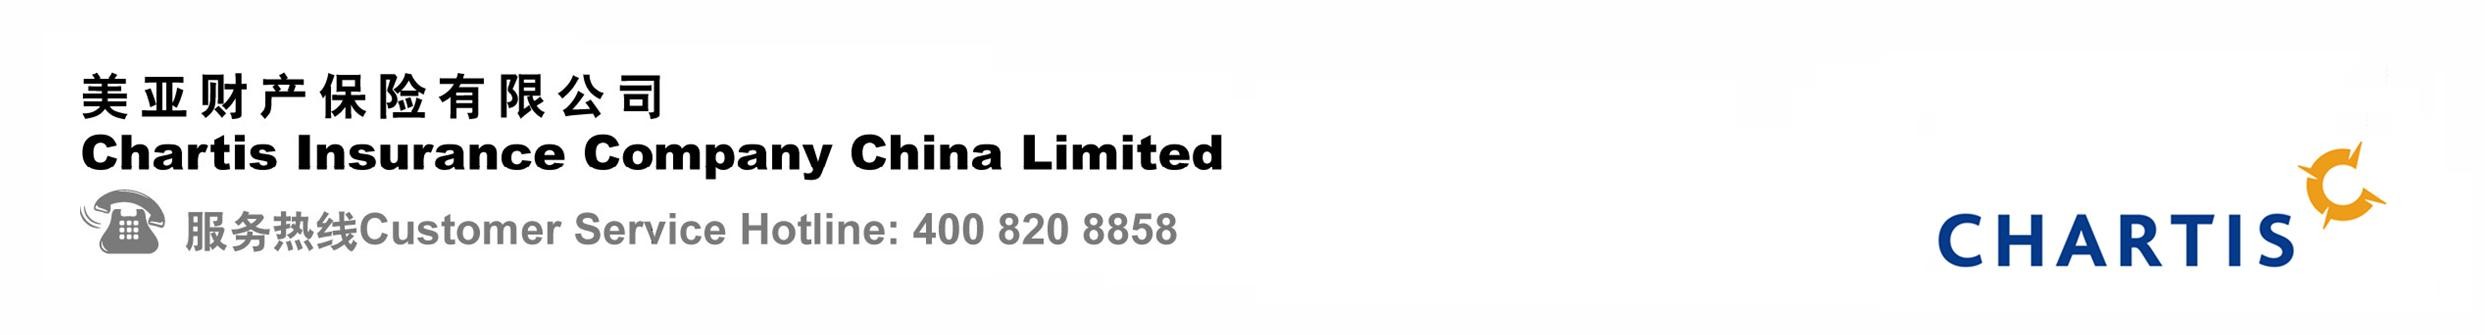 美亚财产保险有限公司
Chartis Insurance Company China Limited
服务热线Customer Service Hotline: 400 820 8858
CHARTIS